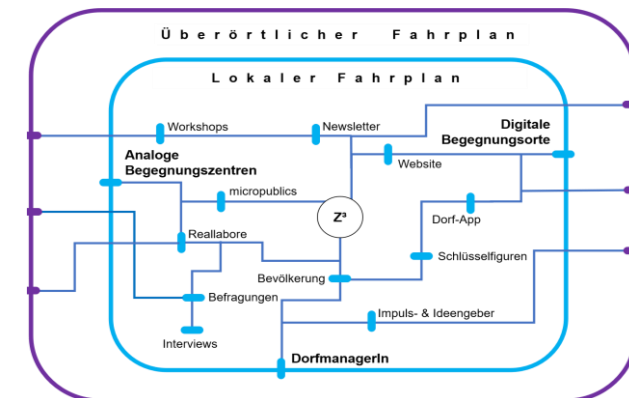 Überörtlicher Fahrplan
Lokaler Fahrplan
Workshops
Newsletter
Digitale
Begegnungsorte
Analoge
Begegnungszentren
Website
micropublics
Z³
Dorf-App
Reallabore
Schlüsselfiguren
Bevölkerung
Befragungen
Impuls- & Ideengeber
Interviews
DorfmanagerIn